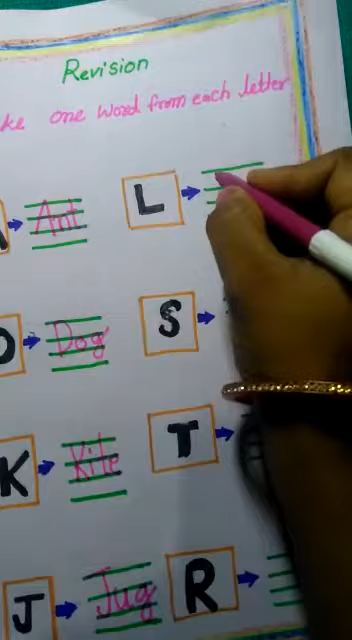 Revision
ke one word from each letter
Ant L
D Dog S
K Kite T
J Jug R